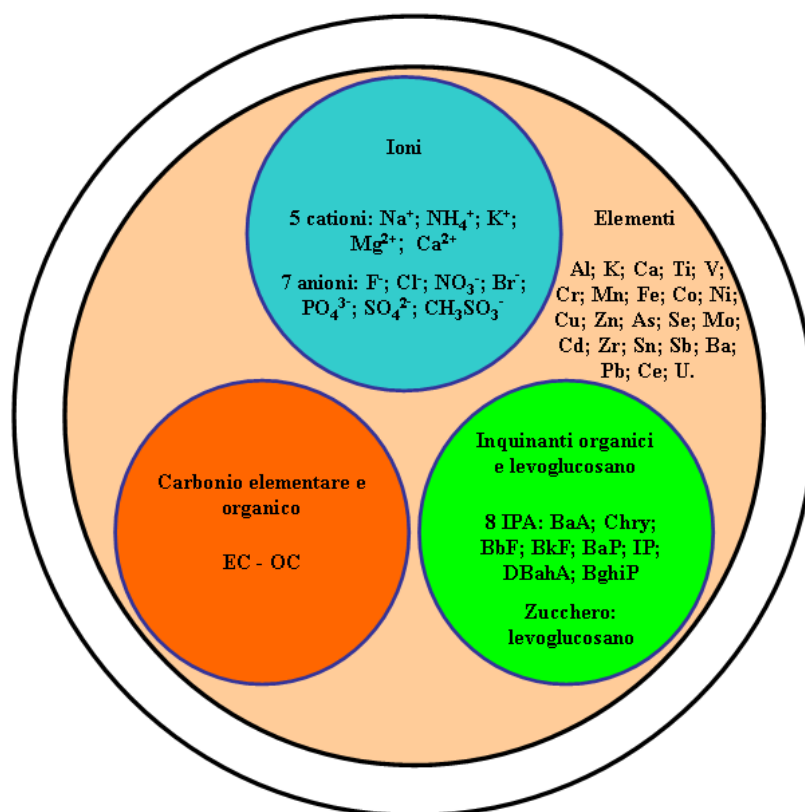 Ioni
5 cationi: Na⁺; NH₄⁺; K⁺;
Mg²⁺; Ca²⁺
7 anioni: F⁻; Cl⁻; NO₃⁻; Br⁻;
PO₄³⁻; SO₄²⁻; CH₃SO₃⁻
Elementi
Al; K; Ca; Ti; V;
Cr; Mn; Fe; Co; Ni;
Cu; Zn; As; Se; Mo;
Cd; Zr; Sn; Sb; Ba;
Pb; Ce; U.
Carbonio elementare e
organico
EC - OC
Inquinanti organici
e levoglucosano
8 IPA: BaA; Chry;
BbF; BkF; BaP; IP;
DBahA; BghiP
Zucchero:
levoglucosano